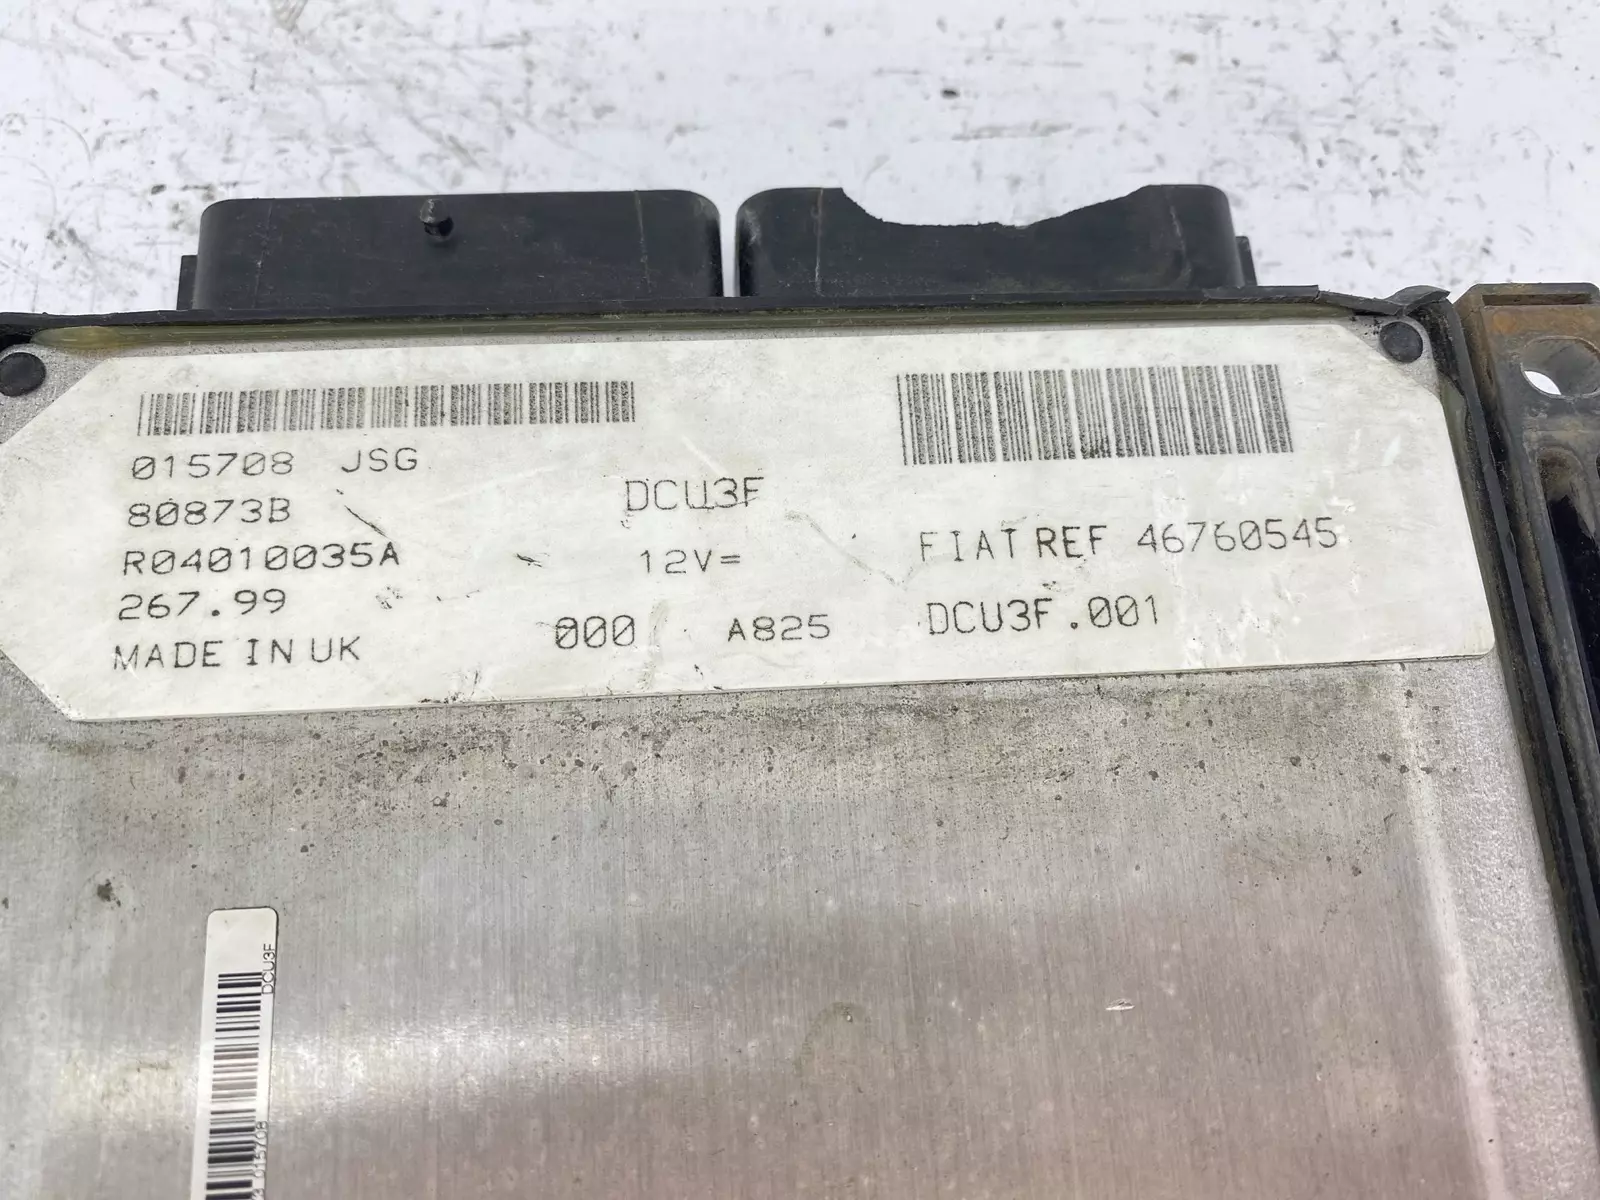 015708 JSG
80873B
R04010035A
267.99
MADE IN UK
DCU3F
12V=
000 A825
FIAT REF 46760545
DCU3F.001
DCU3F
015708